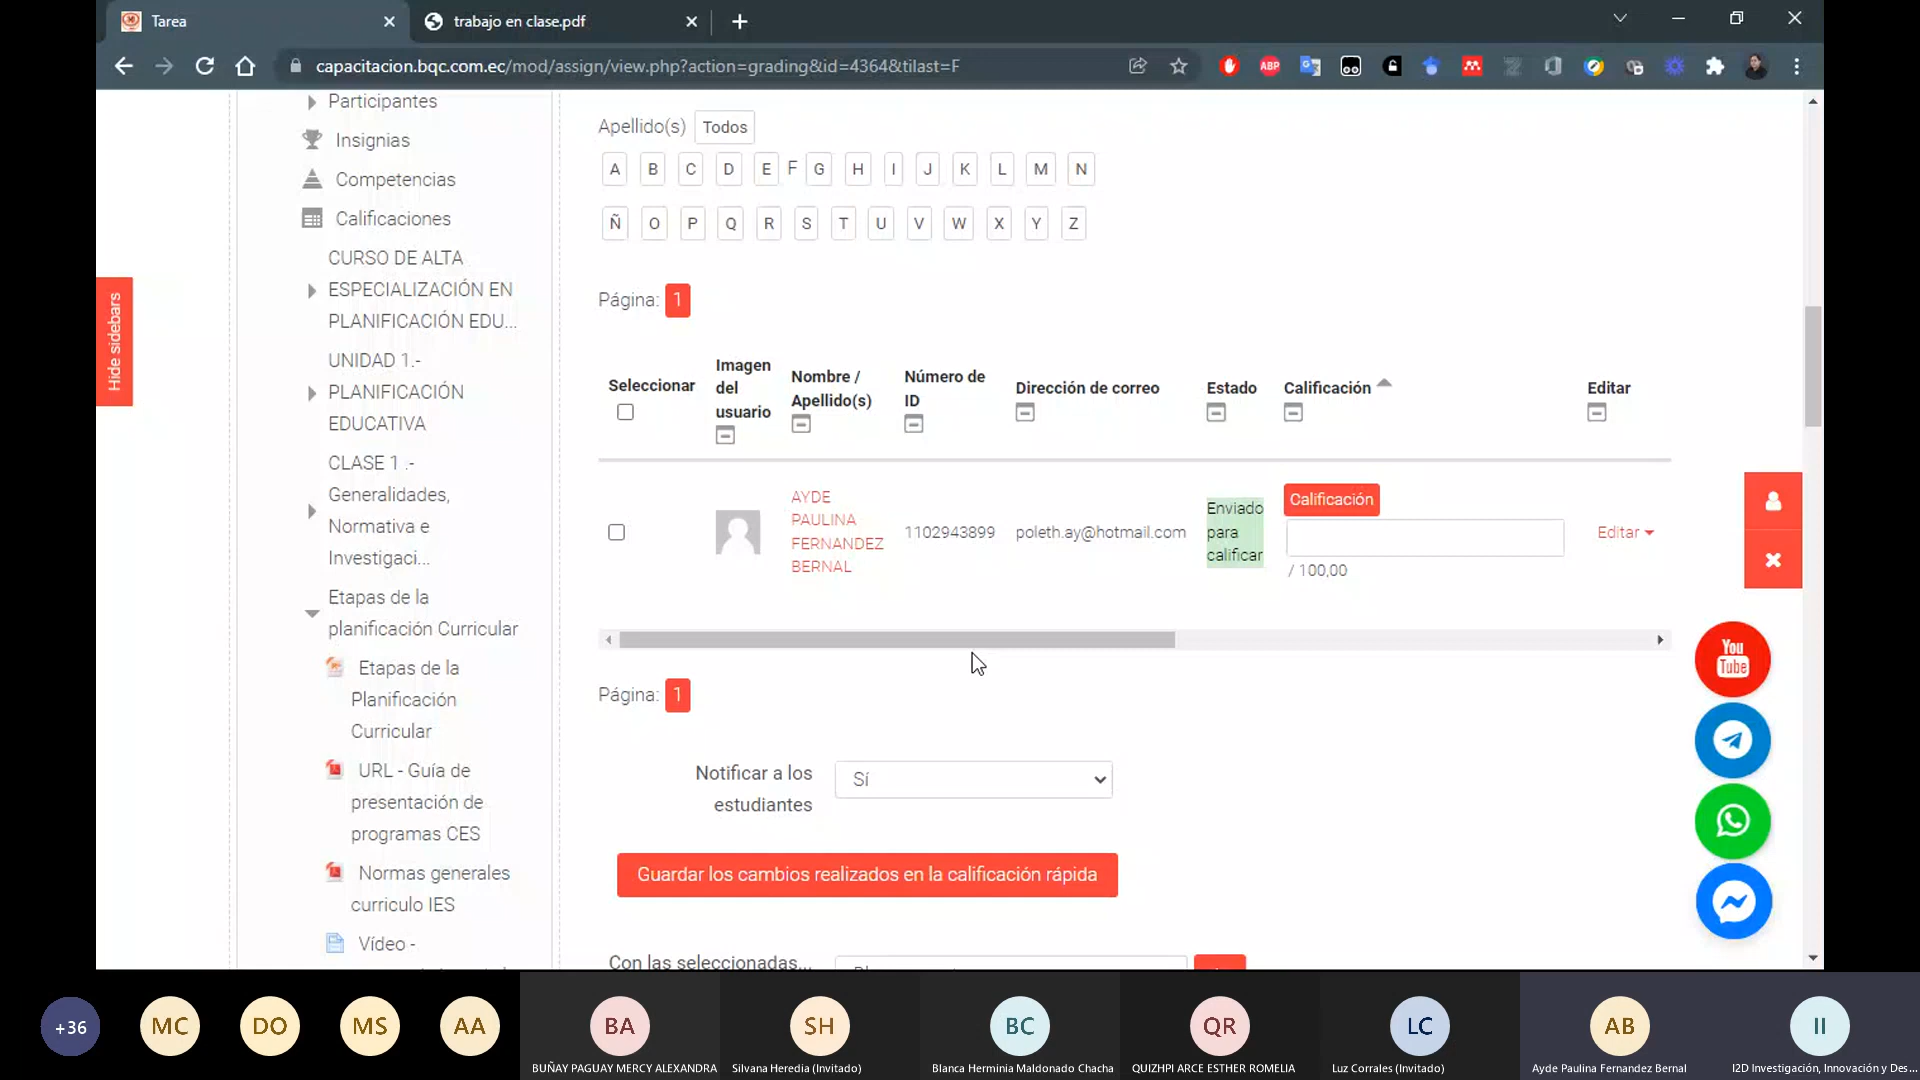 Tarea
trabajo en clase.pdf
capacitacion.bqc.com.ec/mod/assign/view.php?action=grading&id=4364&tilast=F
ABP
Participantes
Insignias
Competencias
Calificaciones
CURSO DE ALTA
ESPECIALIZACIÓN EN
PLANIFICACIÓN EDU...
UNIDAD 1.-
PLANIFICACIÓN
EDUCATIVA
CLASE 1 .-
Generalidades,
Normativa e
Investigaci...
Etapas de la
planificación Curricular
Etapas de la
Planificación
Curricular
URL - Guía de
presentación de
programas CES
Normas generales
curriculo IES
Vídeo -
Hide sidebars
Apellido(s) Todos
A B C D E F G H I J K L M N
Ñ O P Q R S T U V W X Y Z
Página: 1
Seleccionar
Imagen
del
usuario
Nombre /
Apellido(s)
Número de
ID
Dirección de correo
Estado
Calificación
Editar
AYDE
PAULINA
FERNANDEZ
BERNAL
1102943899
poleth.ay@hotmail.com
Enviado
para
calificar
Calificación
/ 100,00
Editar
Página: 1
Notificar a los
estudiantes
Sí
Guardar los cambios realizados en la calificación rápida
Con las seleccionadas...
You
Tube
+36 MC DO MS AA BA SH BC QR LC AB II
BUÑAY PAGUAY MERCY ALEXANDRA
Silvana Heredia (Invitado)
Blanca Herminia Maldonado Chacha
QUIZHPI ARCE ESTHER ROMELIA
Luz Corrales (Invitado)
Ayde Paulina Fernandez Bernal
I2D Investigación, Innovación y Des...